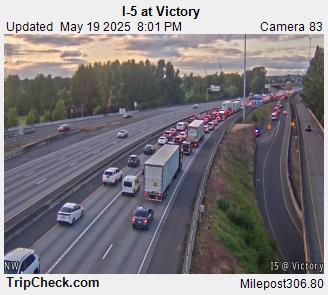 I-5 at Victory
Updated May 19 2025 8:01 PM
Camera 83
NW
I5 @ Victory
TripCheck.com
Milepost306.80